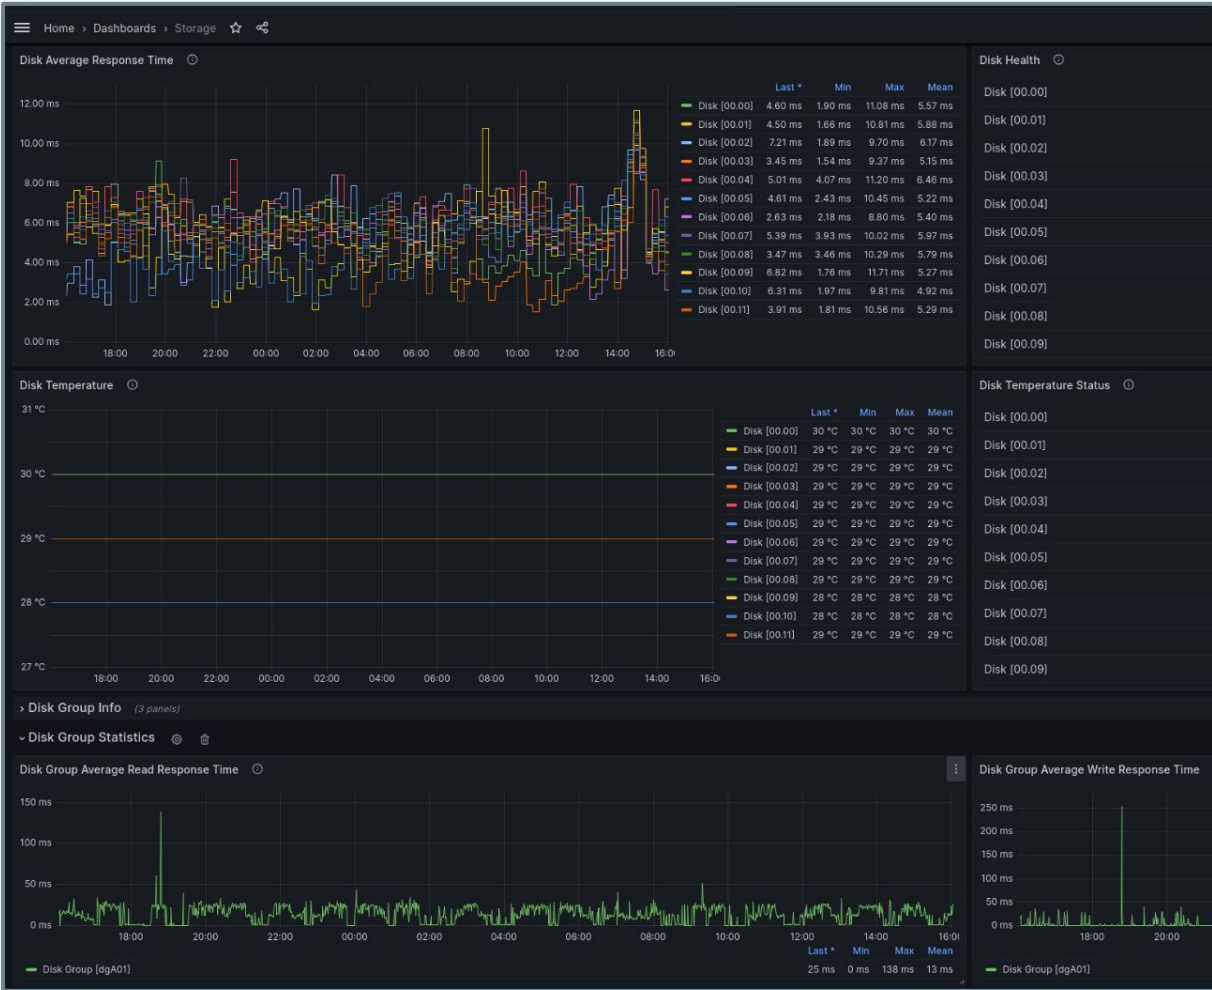 Home › Dashboards › Storage
Disk Average Response Time
Disk Health
12.00 ms
10.00 ms
8.00 ms
6.00 ms
4.00 ms
2.00 ms
0.00 ms
18:00 20:00 22:00 00:00 02:00 04:00 06:00 08:00 10:00 12:00 14:00 16:00
Last * Min Max Mean
Disk [00.00] 4.60 ms 1.90 ms 11.08 ms 5.57 ms
Disk [00.01] 4.50 ms 1.66 ms 10.81 ms 5.88 ms
Disk [00.02] 7.21 ms 1.89 ms 9.70 ms 6.17 ms
Disk [00.03] 3.45 ms 1.54 ms 9.37 ms 5.15 ms
Disk [00.04] 5.01 ms 4.07 ms 11.20 ms 6.46 ms
Disk [00.05] 4.61 ms 2.43 ms 10.45 ms 5.22 ms
Disk [00.06] 2.63 ms 2.18 ms 8.80 ms 5.40 ms
Disk [00.07] 5.39 ms 3.93 ms 10.02 ms 5.97 ms
Disk [00.08] 3.47 ms 3.46 ms 10.29 ms 5.79 ms
Disk [00.09] 6.82 ms 1.76 ms 11.71 ms 5.27 ms
Disk [00.10] 6.31 ms 1.97 ms 9.81 ms 4.92 ms
Disk [00.11] 3.91 ms 1.81 ms 10.56 ms 5.29 ms
Disk [00.00]
Disk [00.01]
Disk [00.02]
Disk [00.03]
Disk [00.04]
Disk [00.05]
Disk [00.06]
Disk [00.07]
Disk [00.08]
Disk [00.09]
Disk Temperature
Disk Temperature Status
31 °C
30 °C
29 °C
28 °C
27 °C
18:00 20:00 22:00 00:00 02:00 04:00 06:00 08:00 10:00 12:00 14:00 16:00
Last * Min Max Mean
Disk [00.00] 30 °C 30 °C 30 °C 30 °C
Disk [00.01] 29 °C 29 °C 29 °C 29 °C
Disk [00.02] 29 °C 29 °C 29 °C 29 °C
Disk [00.03] 29 °C 29 °C 29 °C 29 °C
Disk [00.04] 29 °C 29 °C 29 °C 29 °C
Disk [00.05] 29 °C 29 °C 29 °C 29 °C
Disk [00.06] 29 °C 29 °C 29 °C 29 °C
Disk [00.07] 29 °C 29 °C 29 °C 29 °C
Disk [00.08] 29 °C 29 °C 29 °C 29 °C
Disk [00.09] 28 °C 28 °C 28 °C 28 °C
Disk [00.10] 28 °C 28 °C 28 °C 28 °C
Disk [00.11] 29 °C 29 °C 29 °C 29 °C
Disk [00.00]
Disk [00.01]
Disk [00.02]
Disk [00.03]
Disk [00.04]
Disk [00.05]
Disk [00.06]
Disk [00.07]
Disk [00.08]
Disk [00.09]
Disk Group Info (3 panels)
Disk Group Statistics
Disk Group Average Read Response Time
150 ms
100 ms
50 ms
0 ms
18:00 20:00 22:00 00:00 02:00 04:00 06:00 08:00 10:00 12:00 14:00 16:00
Last * Min Max Mean
Disk Group [dgA01] 25 ms 0 ms 138 ms 13 ms
Disk Group Average Write Response Time
250 ms
200 ms
150 ms
100 ms
50 ms
0 ms
18:00 20:00
Disk Group [dgA01]